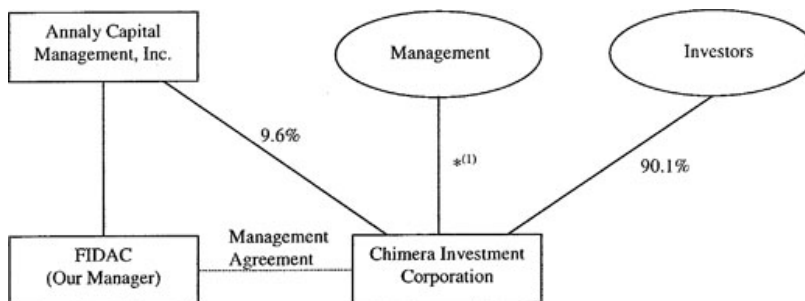 Annaly Capital
Management, Inc.
Management
Investors
9.6%
*(1)
90.1%
FIDAC
(Our Manager)
Management
Agreement
Chimera Investment
Corporation